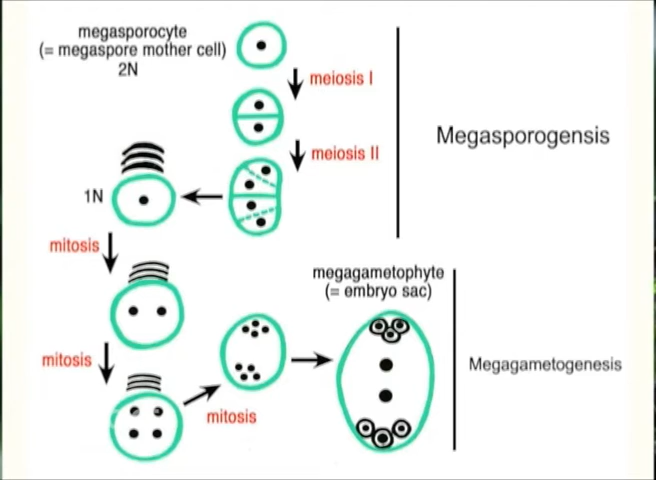 megasporocyte
(= megaspore mother cell)
2N
meiosis I
Megasporogensis
meiosis II
1N
mitosis
megagametophyte
(= embryo sac)
mitosis
Megagametogenesis
mitosis